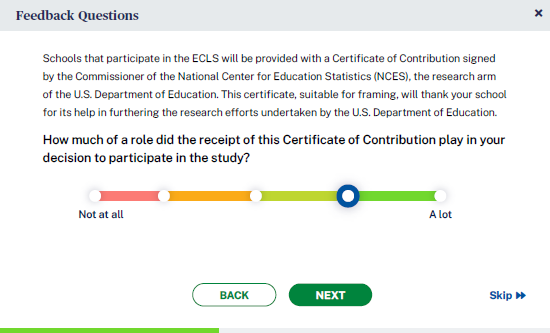 Feedback Questions
Schools that participate in the ECLS will be provided with a Certificate of Contribution signed
by the Commissioner of the National Center for Education Statistics (NCES), the research arm
of the U.S. Department of Education. This certificate, suitable for framing, will thank your school
for its help in furthering the research efforts undertaken by the U.S. Department of Education.
How much of a role did the receipt of this Certificate of Contribution play in your
decision to participate in the study?
Not at all
A lot
BACK
NEXT
Skip